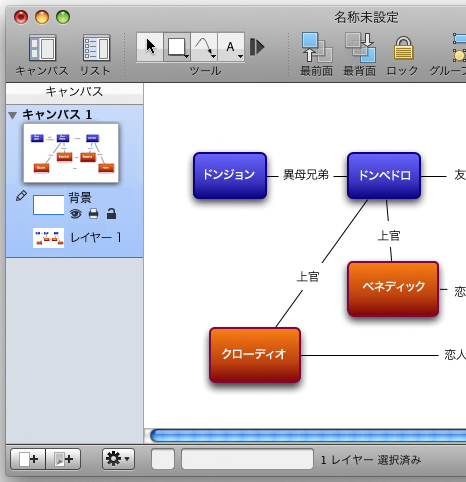 名称未設定
キャンバス
リスト
A
ツール
最前面
最背面
ロック
グルー
キャンバス
キャンバス 1
背景
レイヤー 1
ドンジョン
異母兄弟
ドンペドロ
友
上官
上官
ベネディック
恋
クローディオ
恋人
1 レイヤー 選択済み